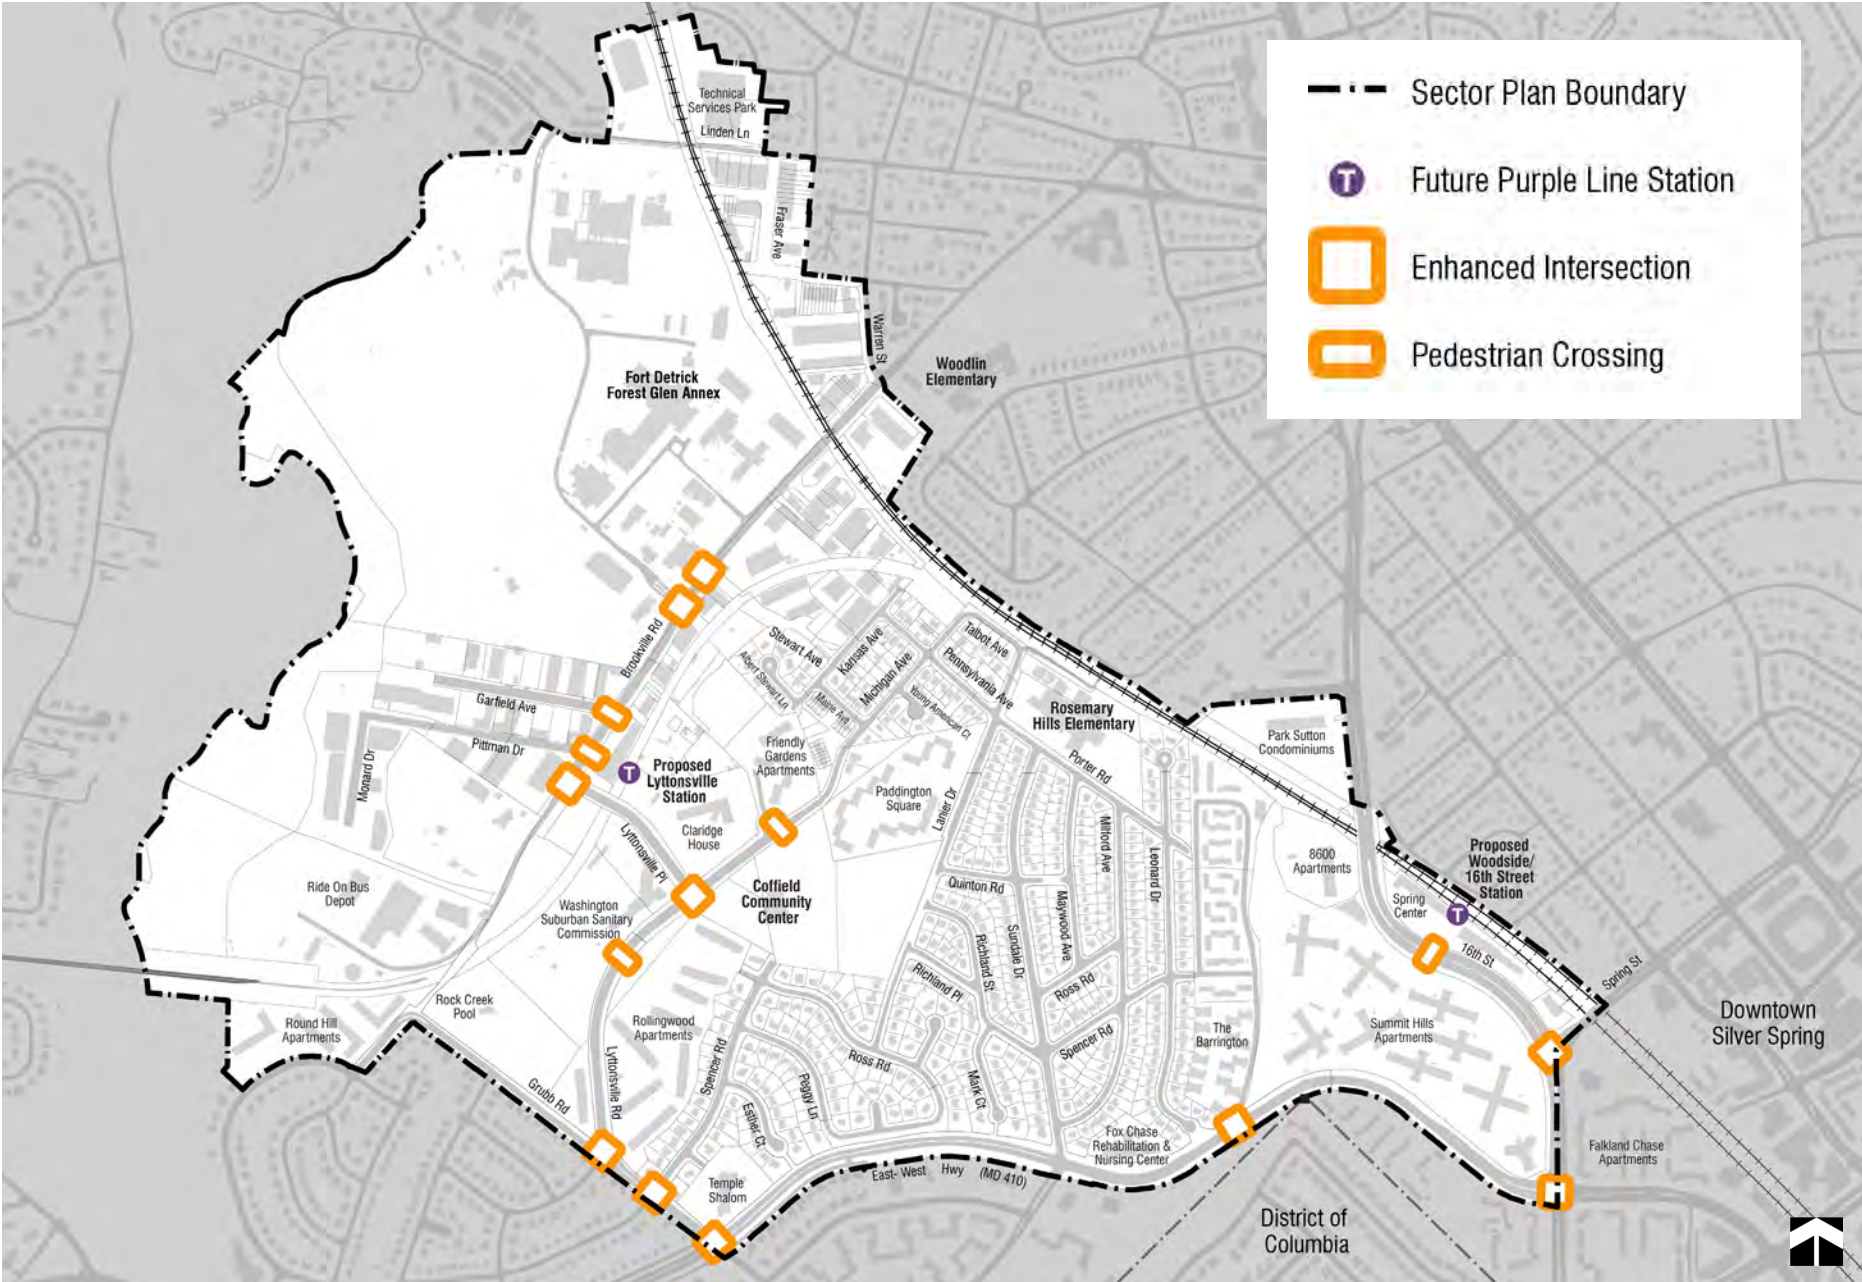 Sector Plan Boundary
Future Purple Line Station
Enhanced Intersection
Pedestrian Crossing
T
Technical
Services Park
Linden Ln
Fraser Ave
Warren St
Woodlin
Elementary
Fort Detrick
Forest Glen Annex
Brookville Rd
Stewart Ave
Albert Stewart Ln
Kansas Ave
Michigan Ave
Maine Ave
Talbot Ave
Pennsylvania Ave
Young American Ct
Rosemary
Hills Elementary
Porter Rd
Garfield Ave
Pittman Dr
Monard Dr
T
Proposed
Lyttonsville
Station
Friendly
Gardens
Apartments
Paddington
Square
Lanier Dr
Claridge
House
Lyttonsville Pl
Coffield
Community
Center
Washington
Suburban Sanitary
Commission
Ride On Bus
Depot
Round Hill
Apartments
Rock Creek
Pool
Grubb Rd
Lyttonsville Rd
Rollingwood
Apartments
Spencer Rd
Esther Ct
Peggy Ln
Ross Rd
Temple
Shalom
Quinton Rd
Richland Pl
Richland St
Sundale Dr
Maywood Ave
Milford Ave
Leonard Dr
Ross Rd
Spencer Rd
Mark Ct
East- West Hwy (MD 410)
Fox Chase
Rehabilitation &
Nursing Center
The
Barrington
Park Sutton
Condominiums
8600
Apartments
Spring
Center
Proposed
Woodside/
16th Street
Station
T
16th St
Spring St
Summit Hills
Apartments
Downtown
Silver Spring
Falkland Chase
Apartments
District of
Columbia